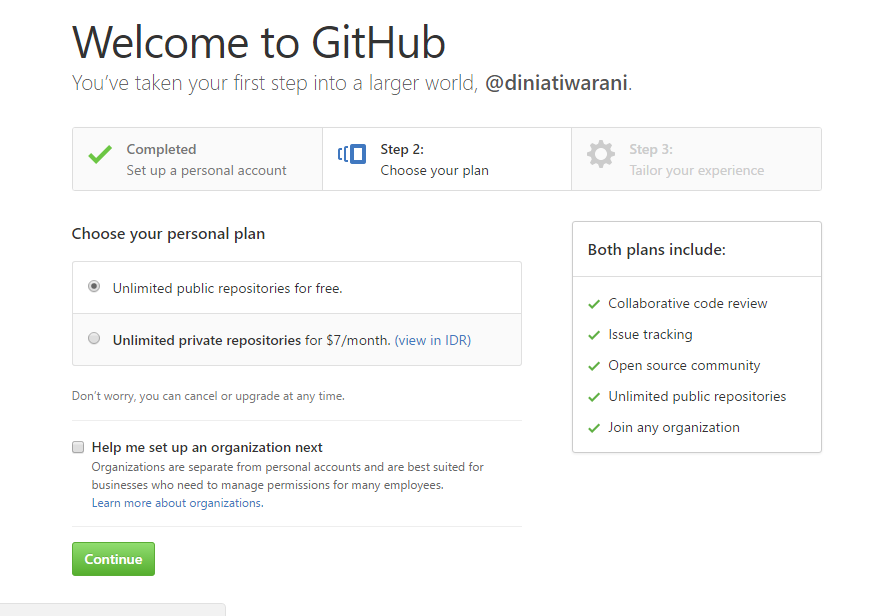 Welcome to GitHub
You’ve taken your first step into a larger world, @diniatiwarani.
Completed
Set up a personal account
Step 2:
Choose your plan
Step 3:
Tailor your experience
Choose your personal plan
Unlimited public repositories for free.
Unlimited private repositories for $7/month. (view in IDR)
Don’t worry, you can cancel or upgrade at any time.
Help me set up an organization next
Organizations are separate from personal accounts and are best suited for
businesses who need to manage permissions for many employees.
Learn more about organizations.
Continue
Both plans include:
Collaborative code review
Issue tracking
Open source community
Unlimited public repositories
Join any organization